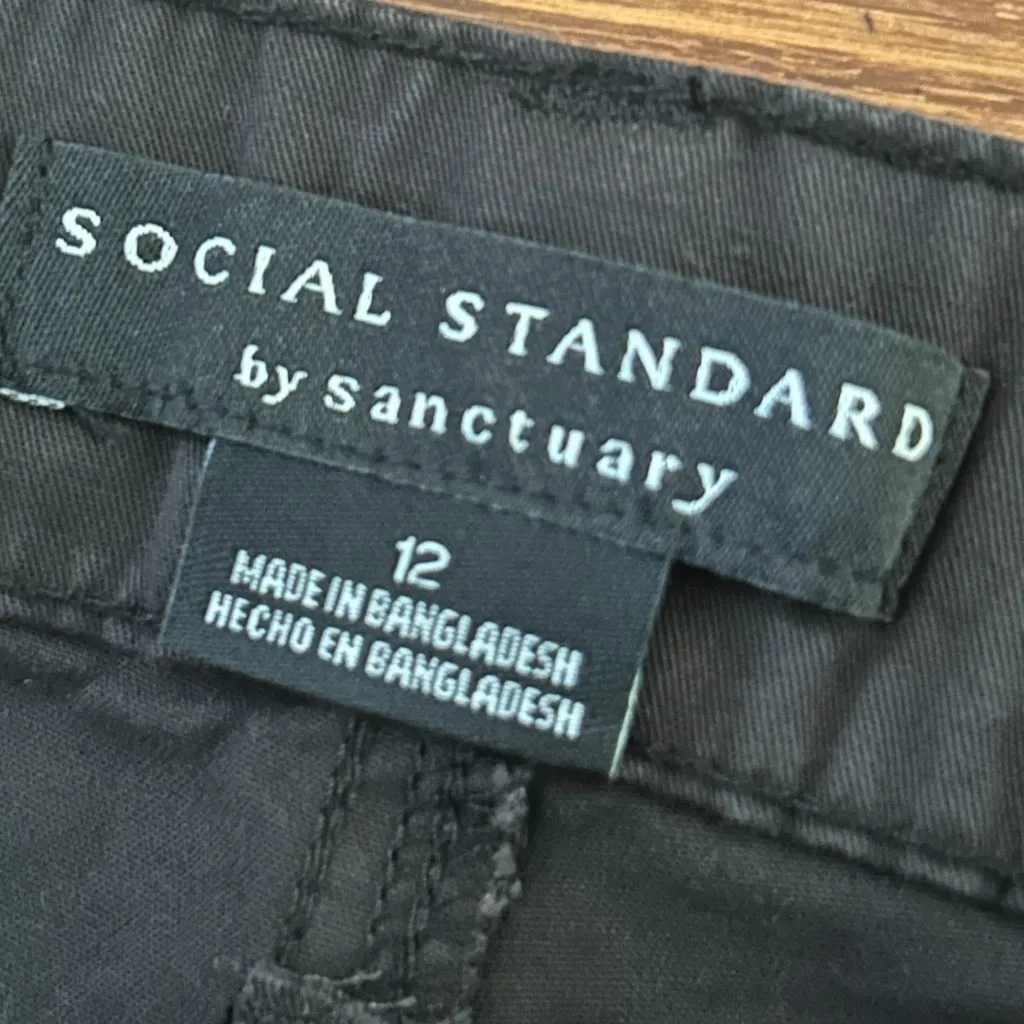 SOCIAL STANDARD
by sanctuary
12
MADE IN BANGLADESH
HECHO EN BANGLADESH